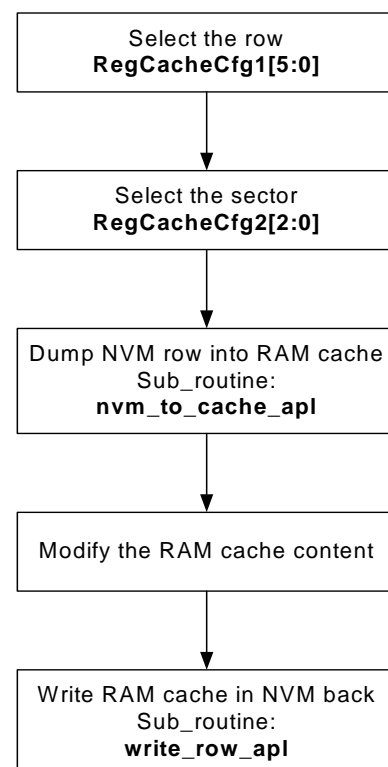 Select the row
RegCacheCfg1[5:0]
Select the sector
RegCacheCfg2[2:0]
Dump NVM row into RAM cache
Sub_routine:
nvm_to_cache_apl
Modify the RAM cache content
Write RAM cache in NVM back
Sub_routine:
write_row_apl